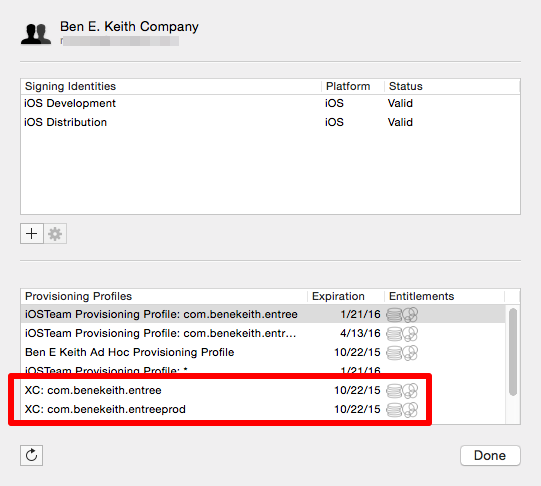 Ben E. Keith Company
Signing Identities Platform Status
iOS Development iOS Valid
iOS Distribution iOS Valid
Provisioning Profiles Expiration Entitlements
iOSTeam Provisioning Profile: com.benekeith.entree 1/21/16
iOSTeam Provisioning Profile: com.benekeith.entr... 4/13/16
Ben E Keith Ad Hoc Provisioning Profile 10/22/15
iOSTeam Provisioning Profile: * 1/21/16
XC: com.benekeith.entree 10/22/15
XC: com.benekeith.entreeprod 10/22/15
Done